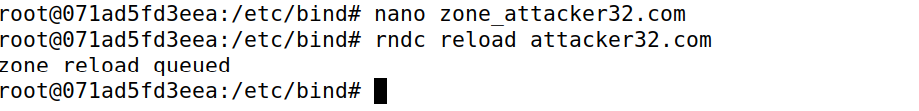 root@071ad5fd3eea:/etc/bind# nano zone_attacker32.com
root@071ad5fd3eea:/etc/bind# rndc reload attacker32.com
zone reload queued
root@071ad5fd3eea:/etc/bind#